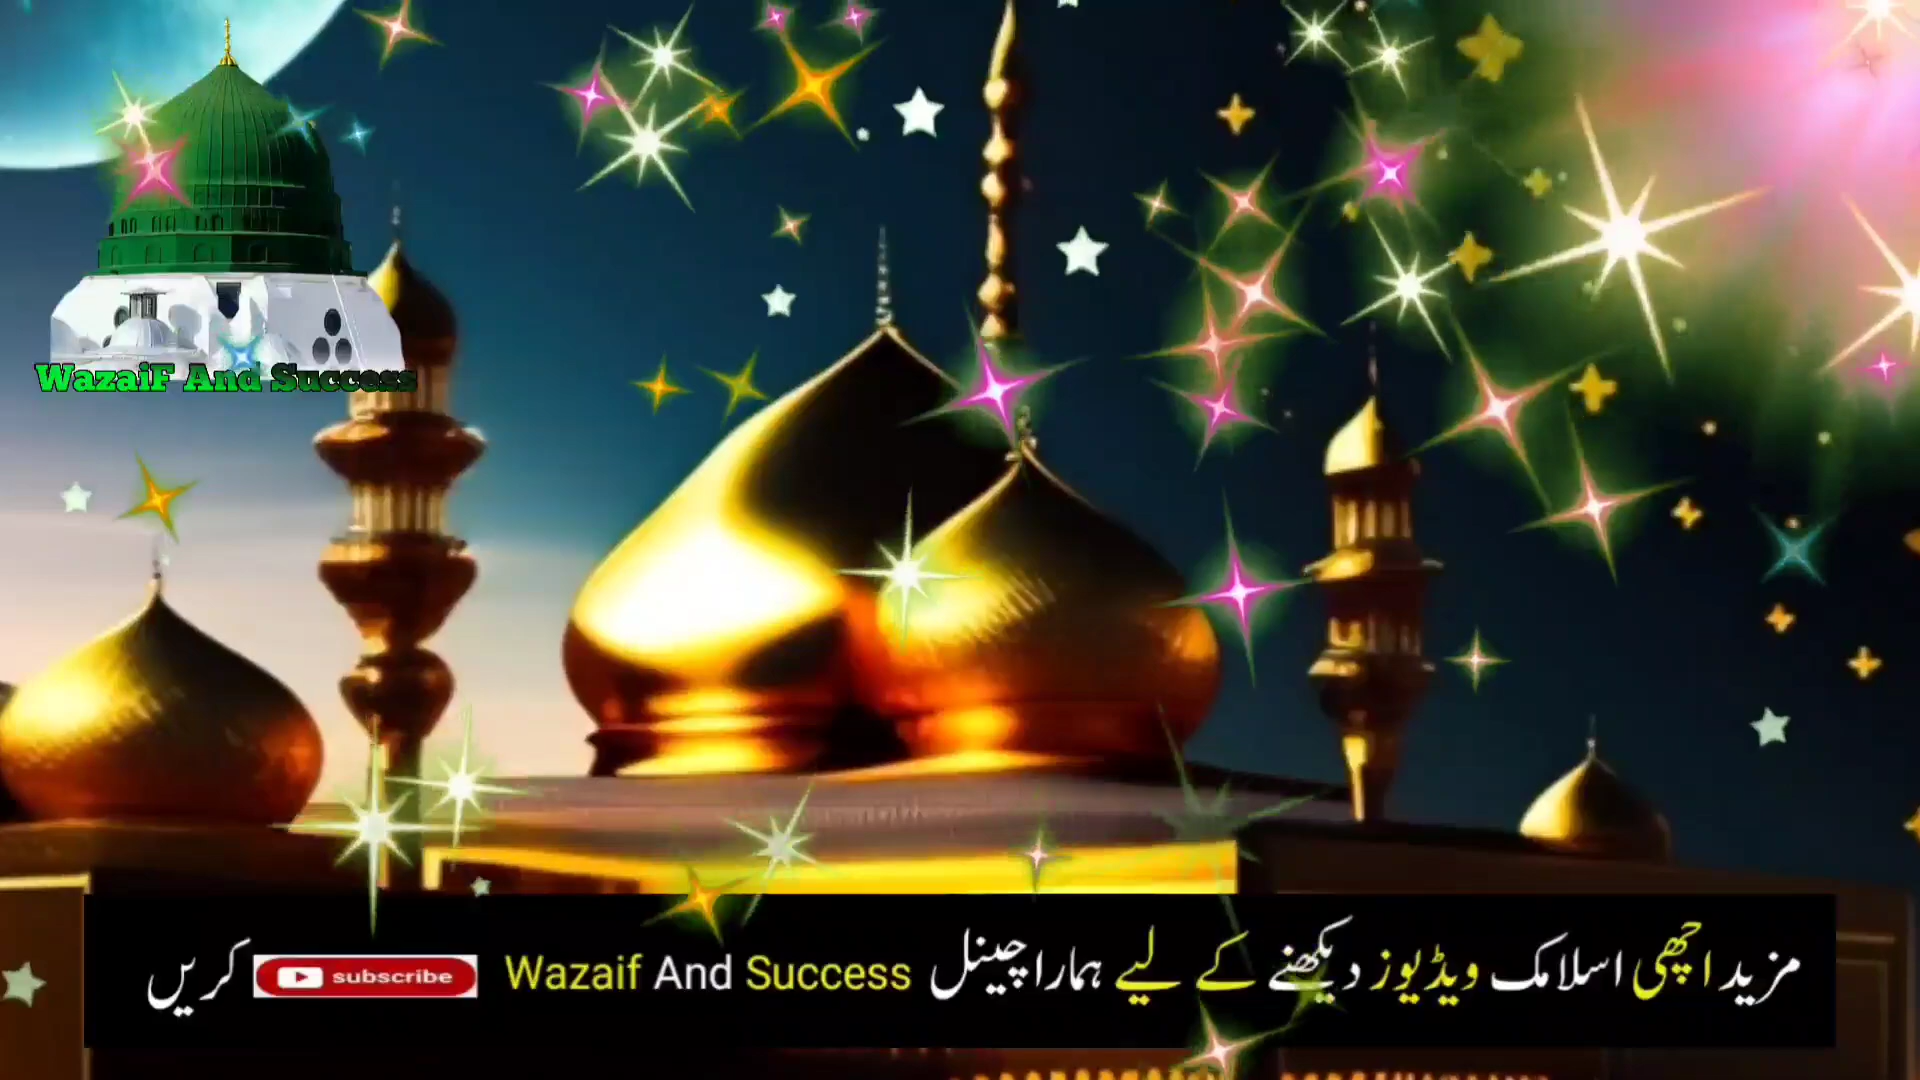 WazaiF And Success
مزید اچھی اسلامک ویڈیوز دیکھنے کے لیے ہمارا چینل Wazaif And Success subscribe کریں